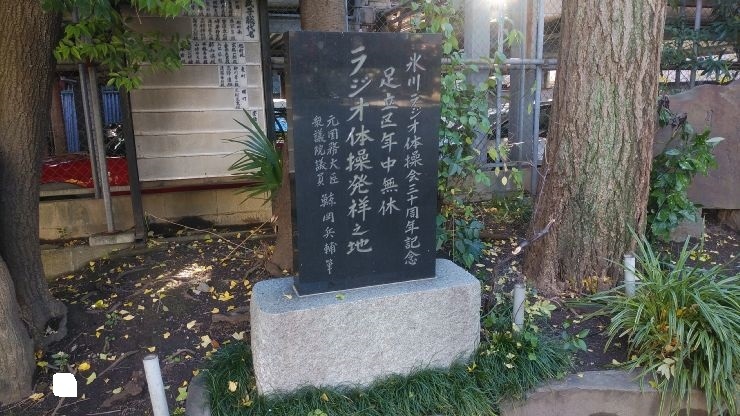 氷川ラジオ体操会三十周年記念
足立区年中無休
ラジオ体操発祥之地
元国務大臣
衆議院議員 鯨岡兵輔 筆